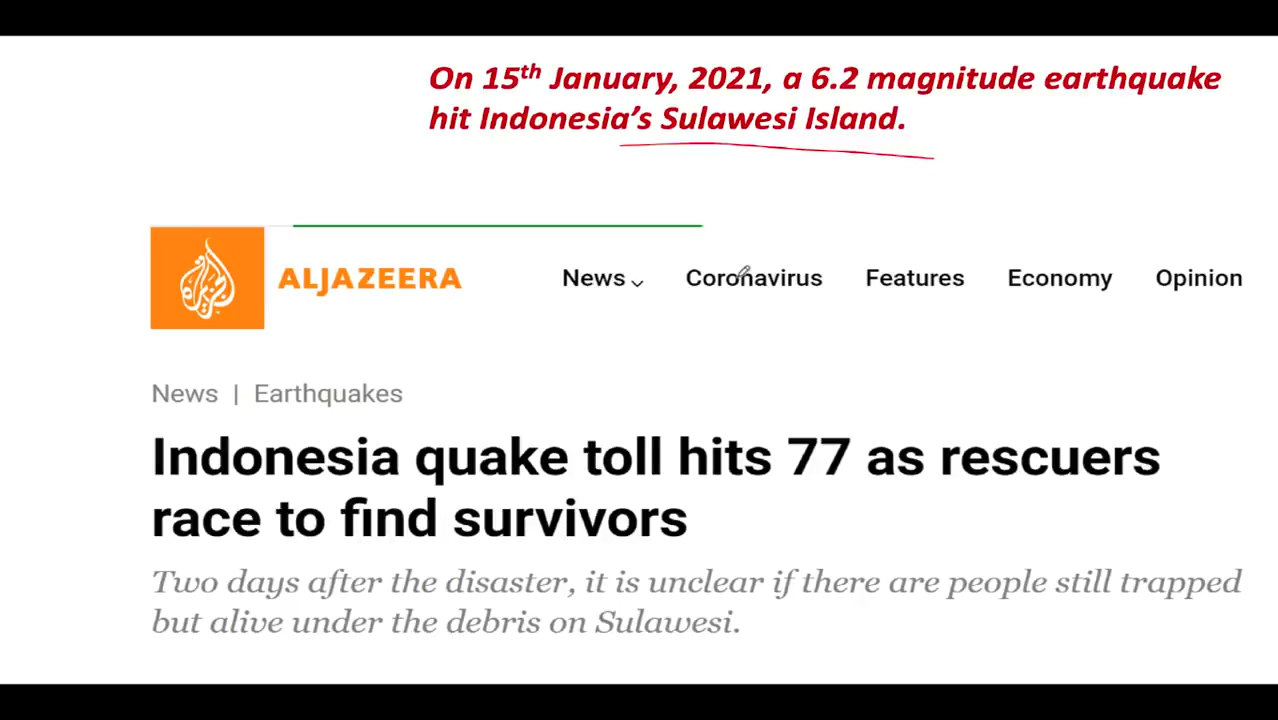 On 15th January, 2021, a 6.2 magnitude earthquake
hit Indonesia's Sulawesi Island.
ALJAZEERA
News Coronavirus Features Economy Opinion
News | Earthquakes
Indonesia quake toll hits 77 as rescuers
race to find survivors
Two days after the disaster, it is unclear if there are people still trapped
but alive under the debris on Sulawesi.